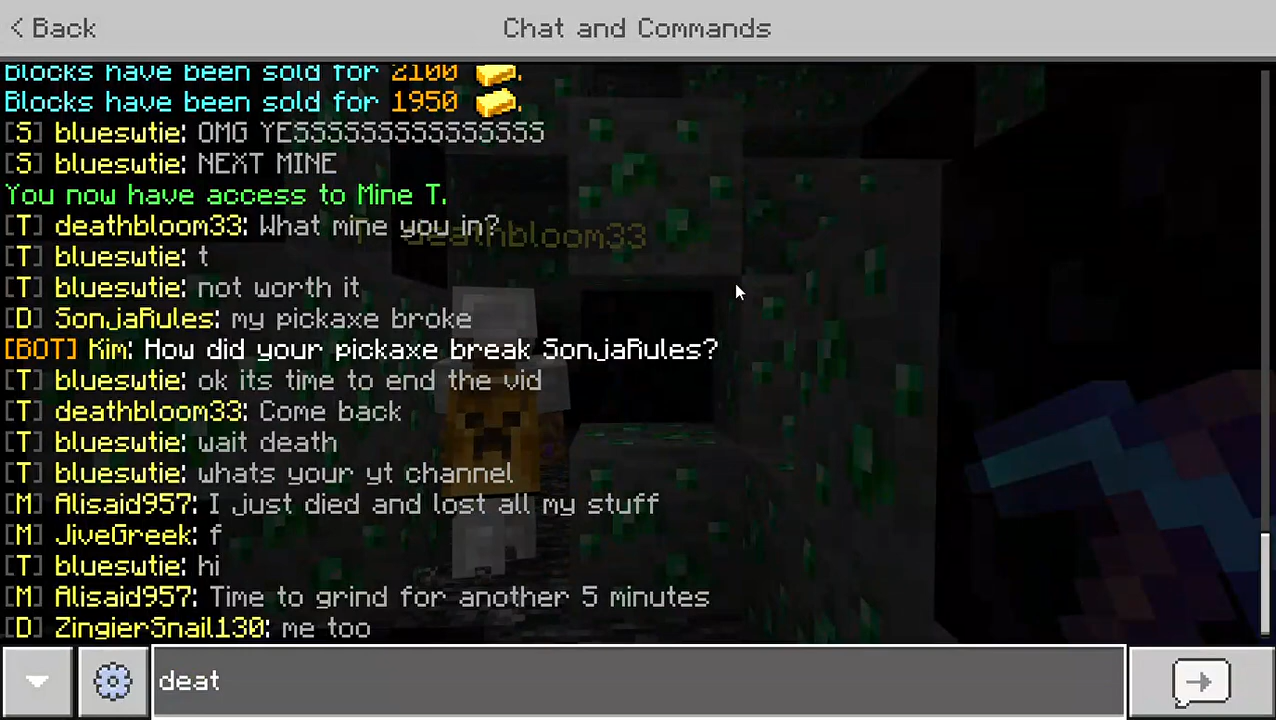 < Back
Chat and Commands
Blocks have been sold for 2100 .
Blocks have been sold for 1950 .
[S] blueswtie: OMG YESSSSSSSSSSSSSSS
[S] blueswtie: NEXT MINE
You now have access to Mine T.
[T] deathbloom33: What mine you in?
deathbloom33
[T] blueswtie: t
[T] blueswtie: not worth it
[D] SonjaRules: my pickaxe broke
[BOT] Kim: How did your pickaxe break SonjaRules?
[T] blueswtie: ok its time to end the vid
[T] deathbloom33: Come back
[T] blueswtie: wait death
[T] blueswtie: whats your yt channel
[M] Alisaid957: I just died and lost all my stuff
[M] JiveGreek: f
[T] blueswtie: hi
[M] Alisaid957: Time to grind for another 5 minutes
[D] ZingierSnail130: me too
deat